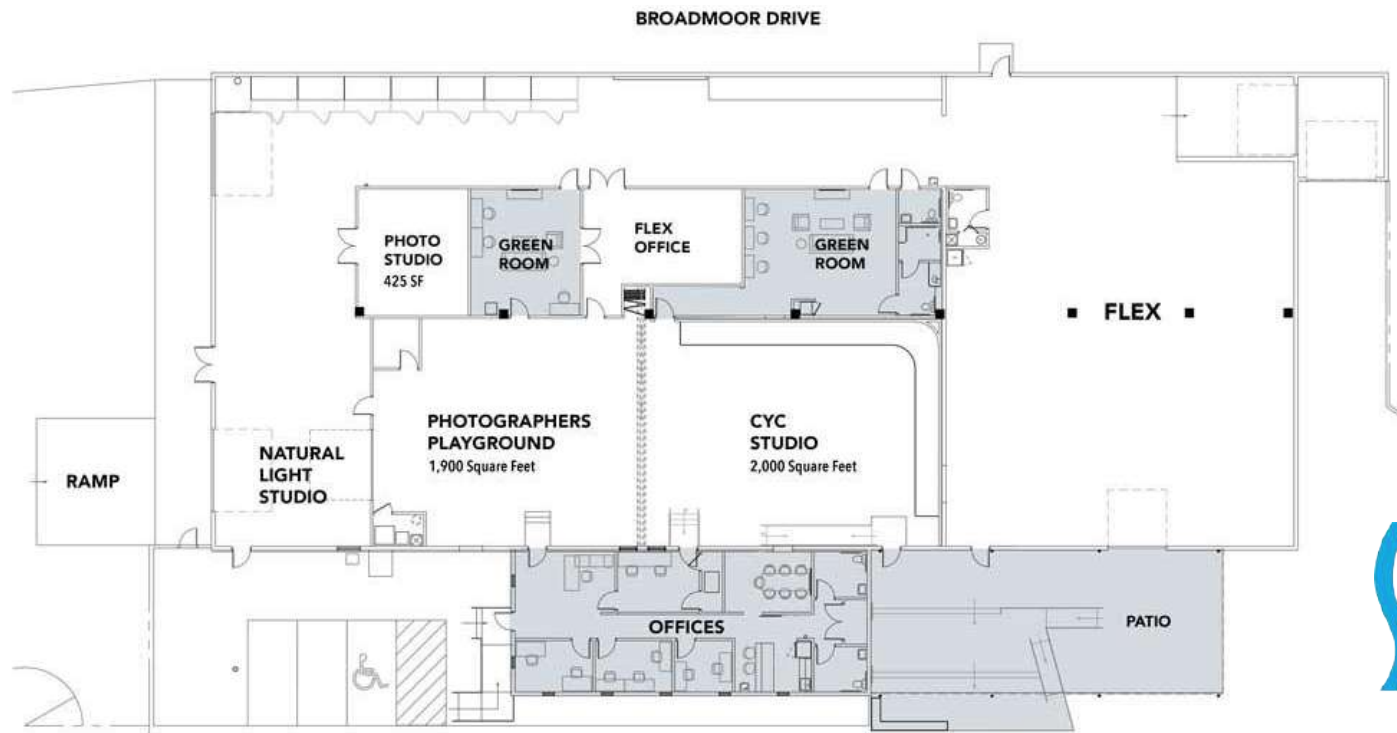 BROADMOOR DRIVE
PHOTO
STUDIO
425 SF
GREEN
ROOM
FLEX
OFFICE
GREEN
ROOM
FLEX
PHOTOGRAPHERS
PLAYGROUND
1,900 Square Feet
CYC
STUDIO
2,000 Square Feet
NATURAL
LIGHT
STUDIO
RAMP
OFFICES
PATIO